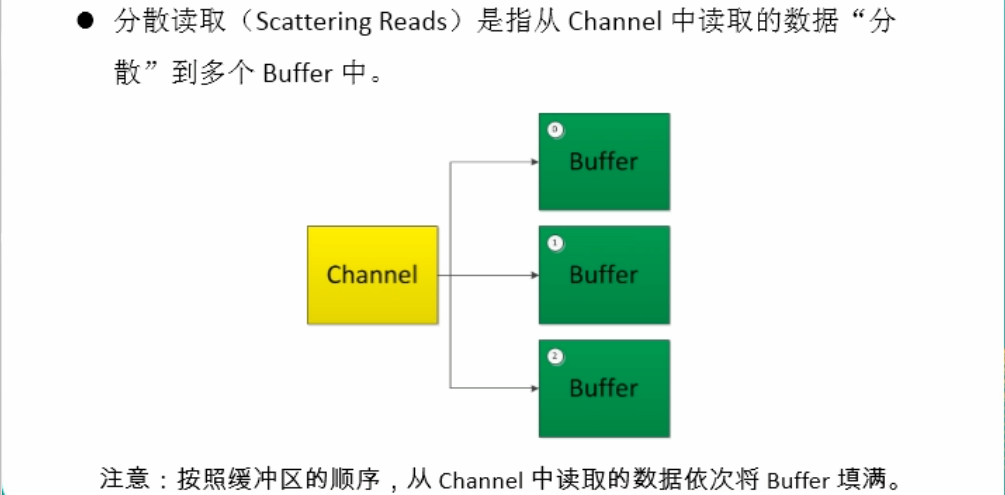 ● 分散读取（Scattering Reads）是指从 Channel 中读取的数据“分
散”到多个 Buffer 中。
0
Buffer
Channel
1
Buffer
2
Buffer
注意：按照缓冲区的顺序，从 Channel 中读取的数据依次将 Buffer 填满。